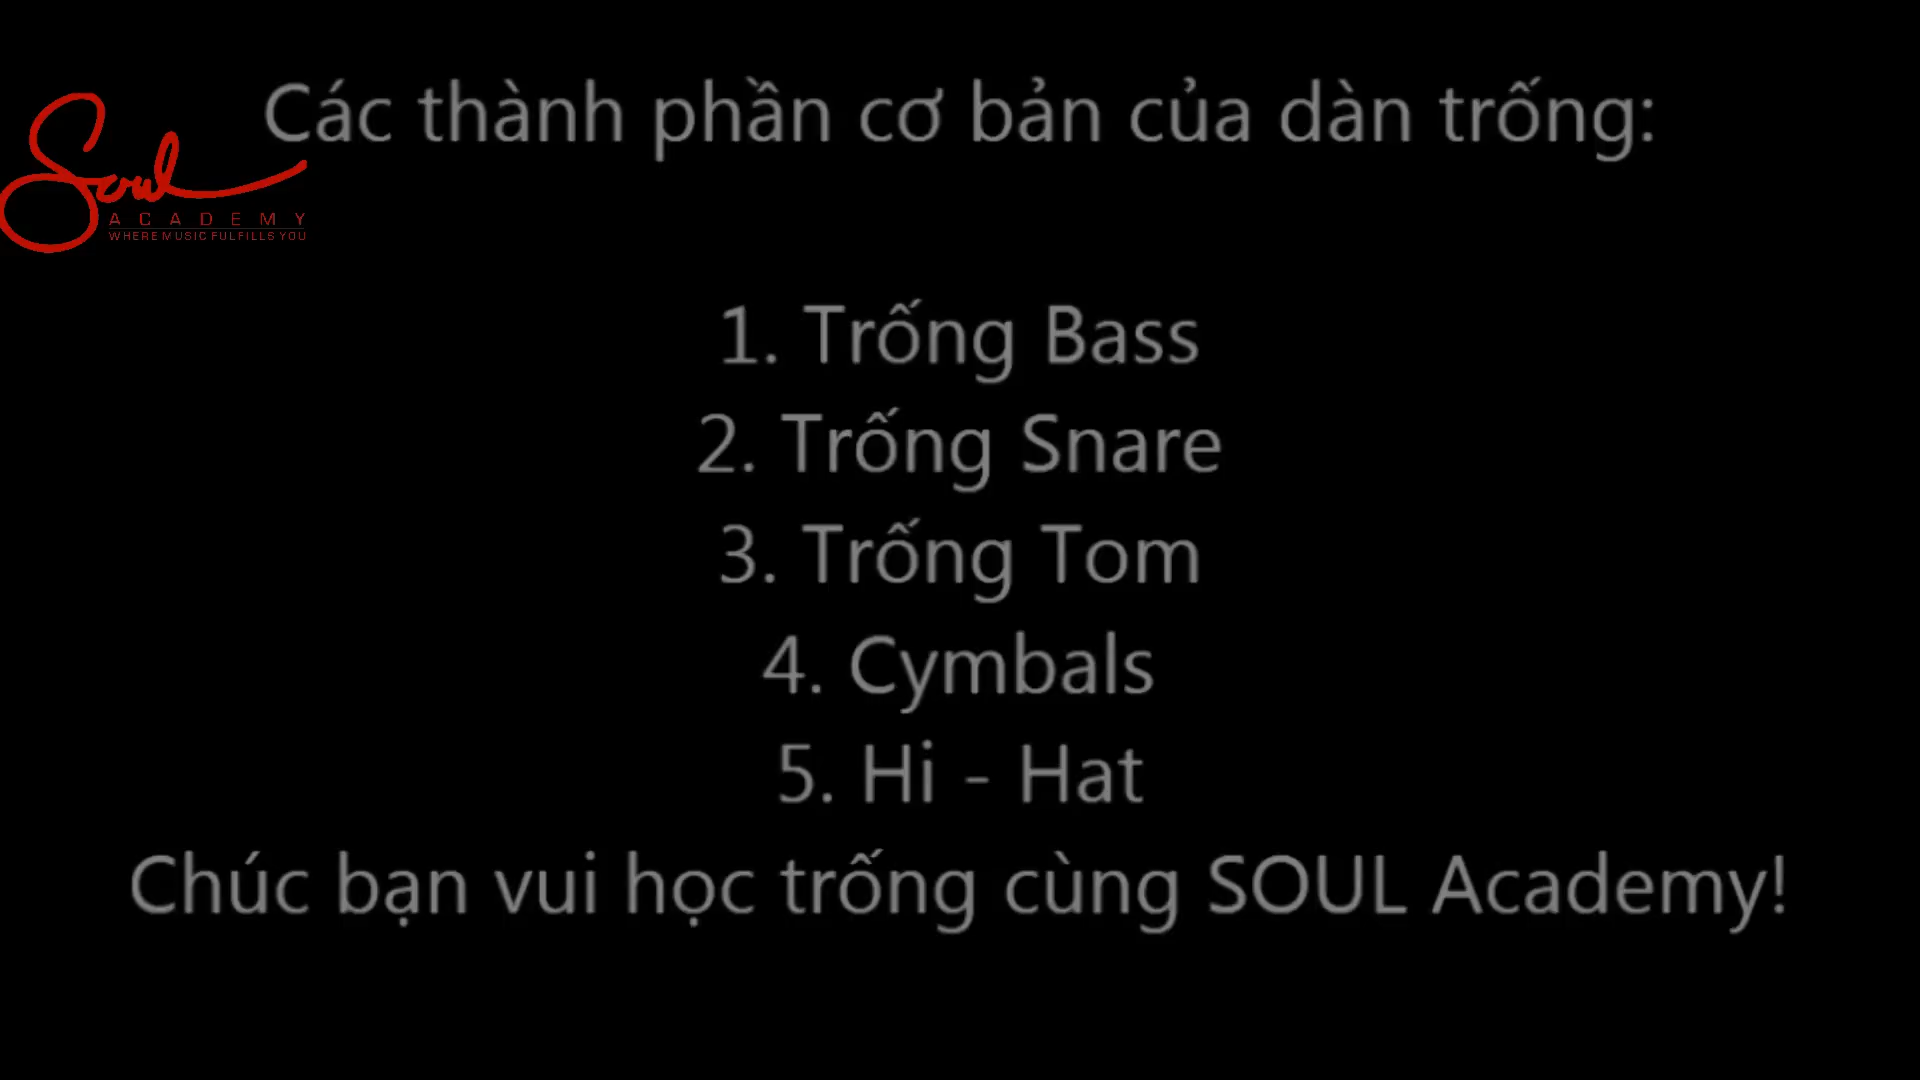 Các thành phần cơ bản của dàn trống:
Soul
ACADEMY
WHERE MUSIC FULFILLS YOU
1. Trống Bass
2. Trống Snare
3. Trống Tom
4. Cymbals
5. Hi - Hat
Chúc bạn vui học trống cùng SOUL Academy!